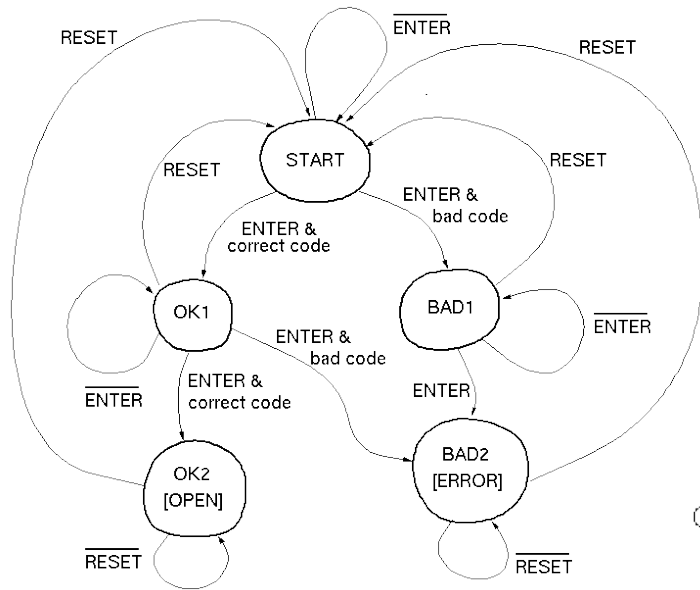 RESET
ENTER
RESET
START
RESET
RESET
ENTER &
bad code
ENTER &
correct code
OK1
BAD1
ENTER
ENTER &
bad code
ENTER
ENTER &
correct code
ENTER
OK2
[OPEN]
BAD2
[ERROR]
RESET
RESET